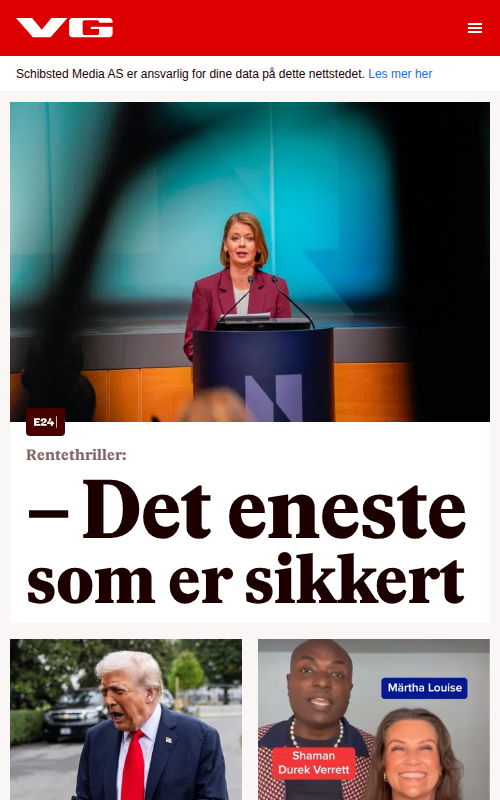 VG
Schibsted Media AS er ansvarlig for dine data på dette nettstedet. Les mer her
E24
Rentethriller:
– Det eneste
som er sikkert
Märtha Louise
Shaman
Durek Verrett